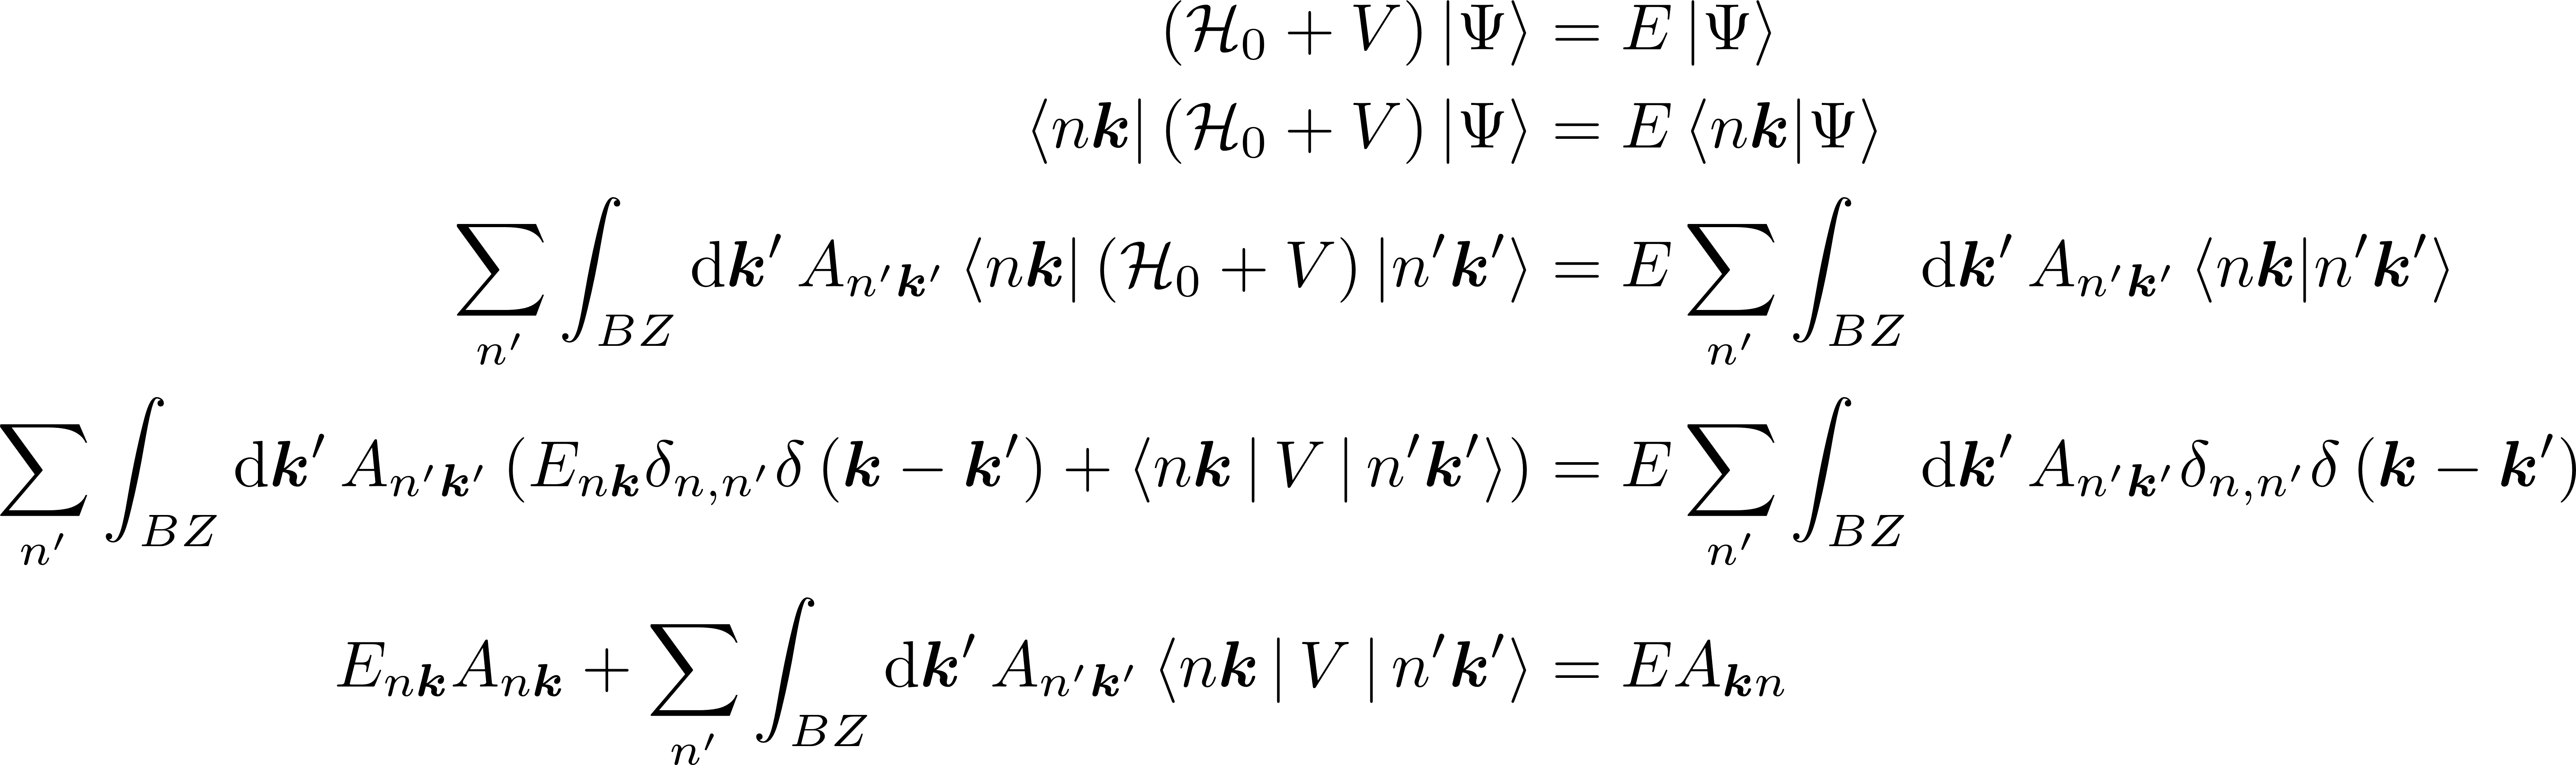 (\mathcal{H}_0 + V) |\Psi\rangle = E |\Psi\rangle
\langle n\boldsymbol{k}| (\mathcal{H}_0 + V) |\Psi\rangle = E \langle n\boldsymbol{k}|\Psi\rangle
\sum_{n'} \int_{BZ} \mathrm{d}\boldsymbol{k}' A_{n'\boldsymbol{k}'} \langle n\boldsymbol{k}| (\mathcal{H}_0 + V) |n'\boldsymbol{k}'\rangle = E \sum_{n'} \int_{BZ} \mathrm{d}\boldsymbol{k}' A_{n'\boldsymbol{k}'} \langle n\boldsymbol{k}|n'\boldsymbol{k}'\rangle
\sum_{n'} \int_{BZ} \mathrm{d}\boldsymbol{k}' A_{n'\boldsymbol{k}'} (E_{n\boldsymbol{k}} \delta_{n,n'} \delta (\boldsymbol{k} - \boldsymbol{k}') + \langle n\boldsymbol{k} | V | n'\boldsymbol{k}'\rangle) = E \sum_{n'} \int_{BZ} \mathrm{d}\boldsymbol{k}' A_{n'\boldsymbol{k}'} \delta_{n,n'} \delta (\boldsymbol{k} - \boldsymbol{k}')
E_{n\boldsymbol{k}} A_{n\boldsymbol{k}} + \sum_{n'} \int_{BZ} \mathrm{d}\boldsymbol{k}' A_{n'\boldsymbol{k}'} \langle n\boldsymbol{k} | V | n'\boldsymbol{k}'\rangle = E A_{\boldsymbol{k}n}